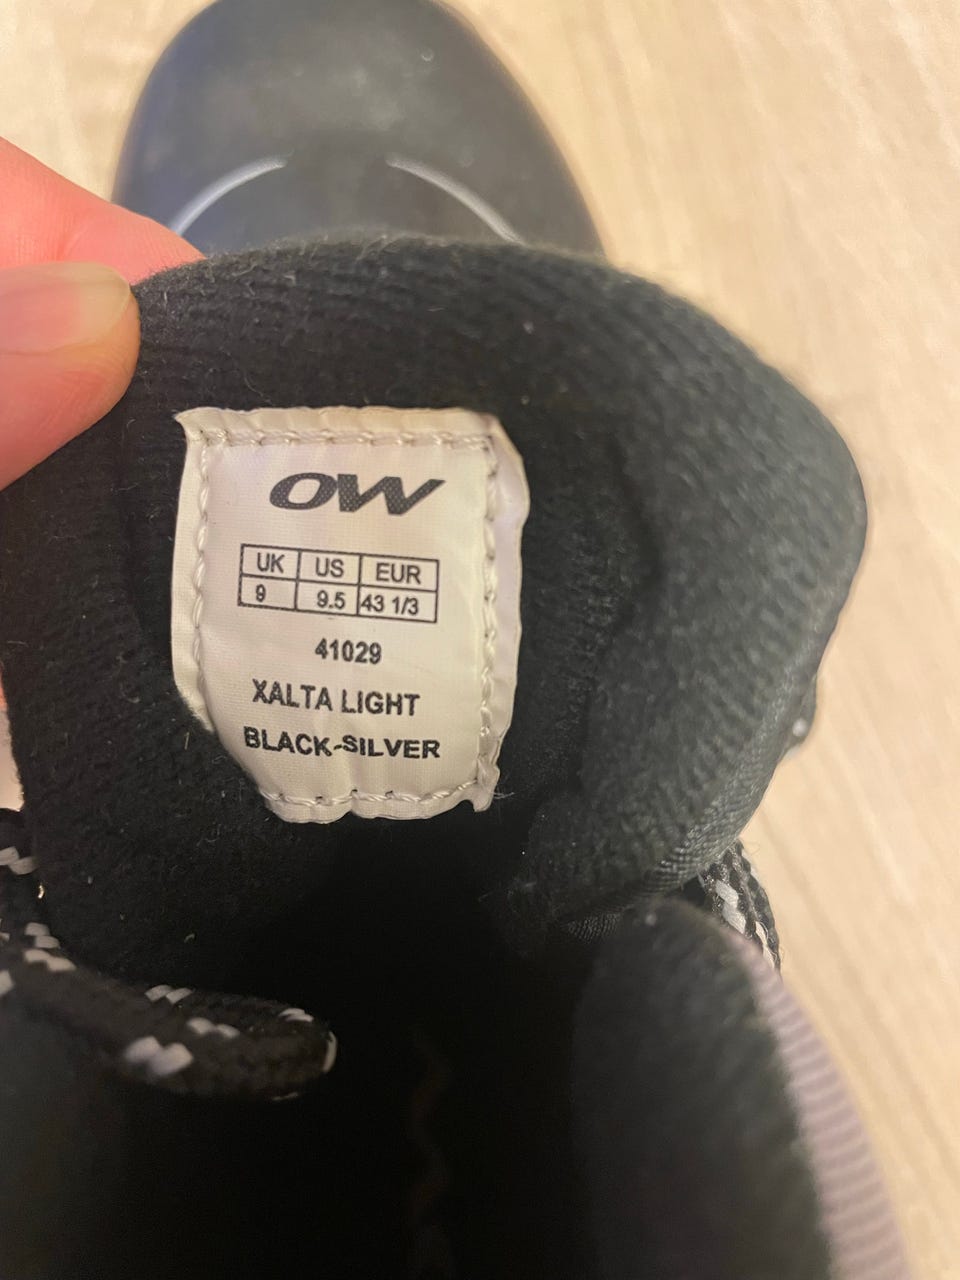 OW
UK US EUR
9 9.5 43 1/3
41029
XALTA LIGHT
BLACK-SILVER